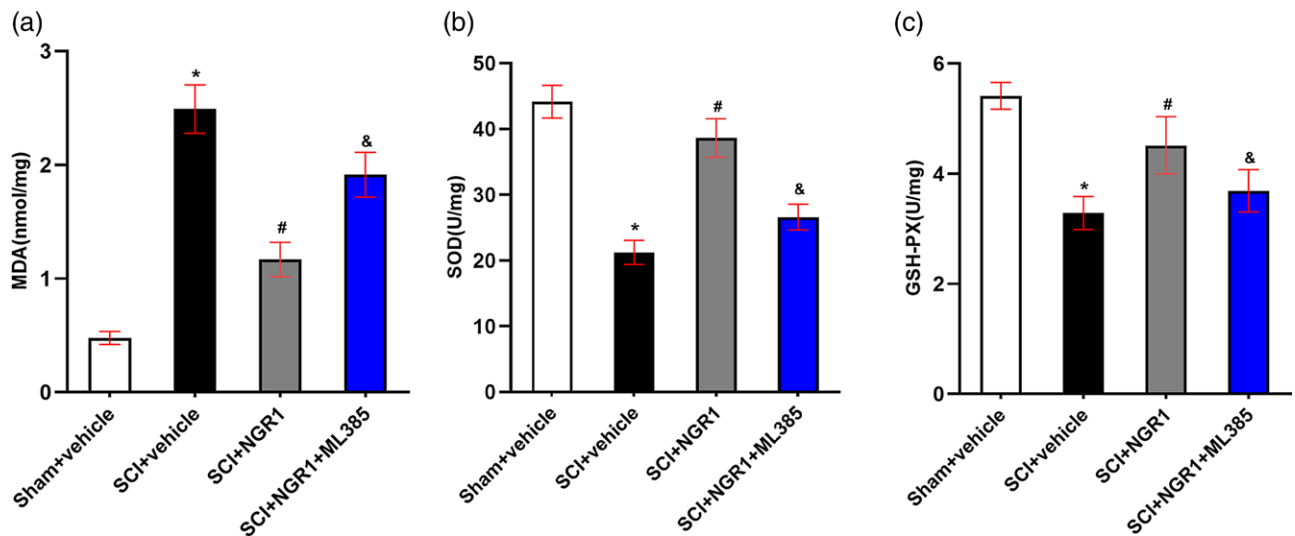 (a)
MDA(nmol/mg)
3
2
1
0
*
#
&
Sham+vehicle
SCI+vehicle
SCI+NGR1
SCI+NGR1+ML385
(b)
SOD(U/mg)
50
40
30
20
10
0
*
#
&
Sham+vehicle
SCI+vehicle
SCI+NGR1
SCI+NGR1+ML385
(c)
GSH-PX(U/mg)
6
4
2
0
*
#
&
Sham+vehicle
SCI+vehicle
SCI+NGR1
SCI+NGR1+ML385